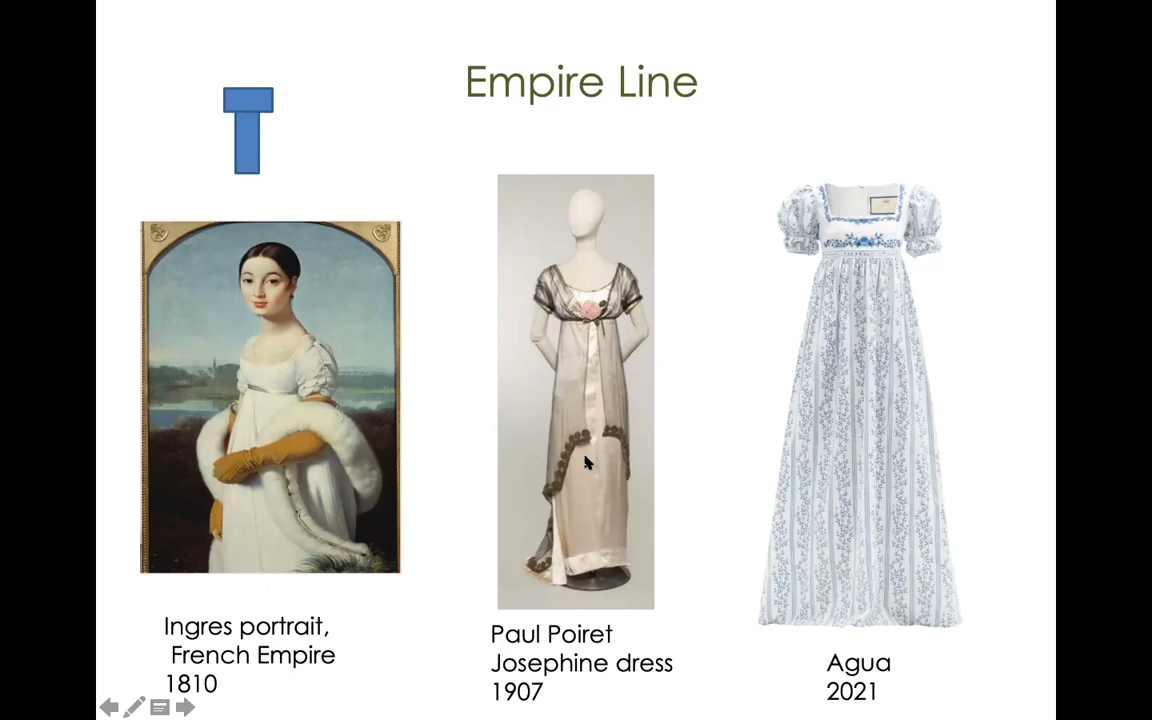 Empire Line
Ingres portrait,
French Empire
1810
Paul Poiret
Josephine dress
1907
Agua
2021